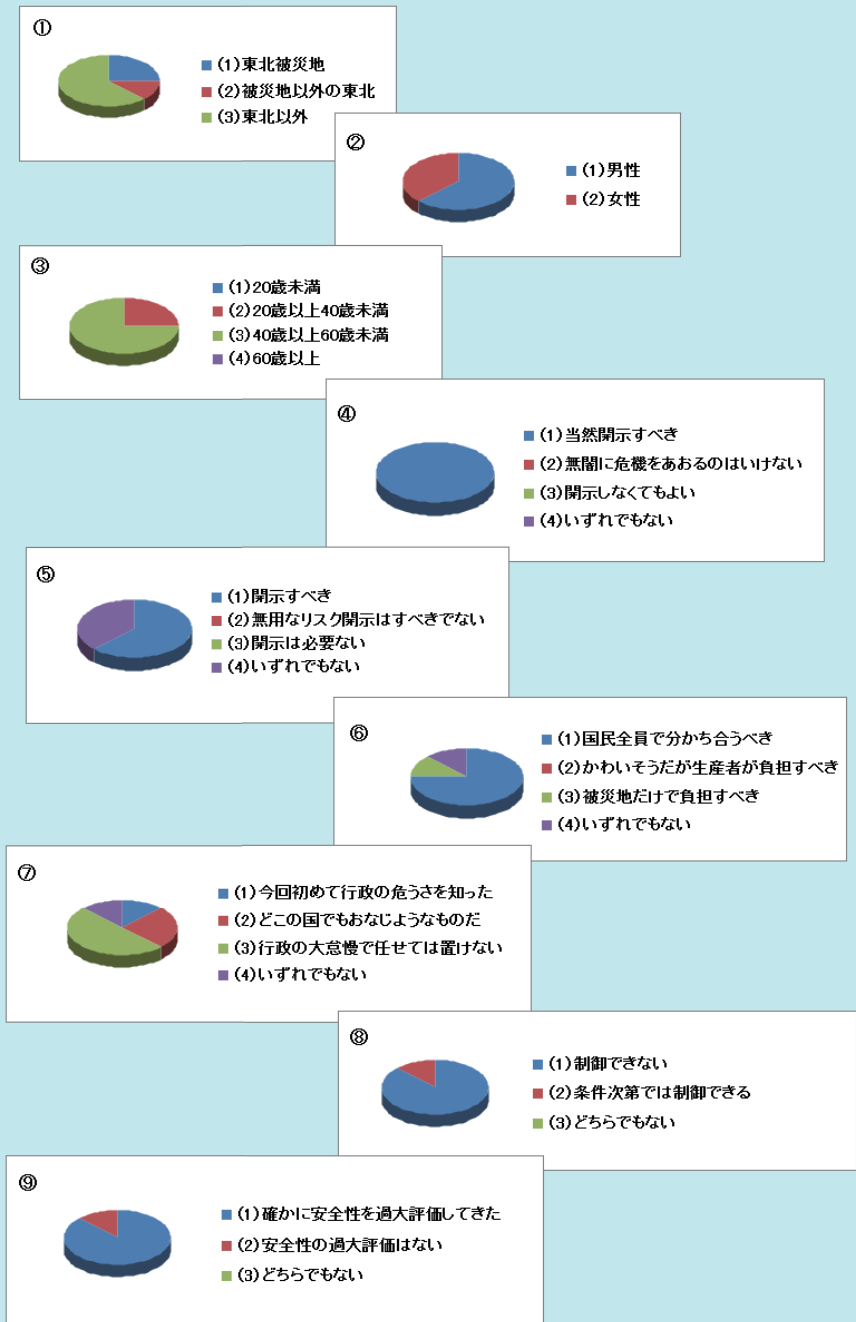 ①
(1)東北被災地
(2)被災地以外の東北
(3)東北以外
②
(1)男性
(2)女性
③
(1)20歳未満
(2)20歳以上40歳未満
(3)40歳以上60歳未満
(4)60歳以上
④
(1)当然開示すべき
(2)無闇に危機をあおるのはいけない
(3)開示しなくてもよい
(4)いずれでもない
⑤
(1)開示すべき
(2)無用なリスク開示はすべきでない
(3)開示は必要ない
(4)いずれでもない
⑥
(1)国民全員で分かち合うべき
(2)かわいそうだが生産者が負担すべき
(3)被災地だけで負担すべき
(4)いずれでもない
⑦
(1)今回初めて行政の危うさを知った
(2)どこの国でもおなじようなものだ
(3)行政の大怠慢で任せては置けない
(4)いずれでもない
⑧
(1)制御できない
(2)条件次第では制御できる
(3)どちらでもない
⑨
(1)確かに安全性を過大評価してきた
(2)安全性の過大評価はない
(3)どちらでもない